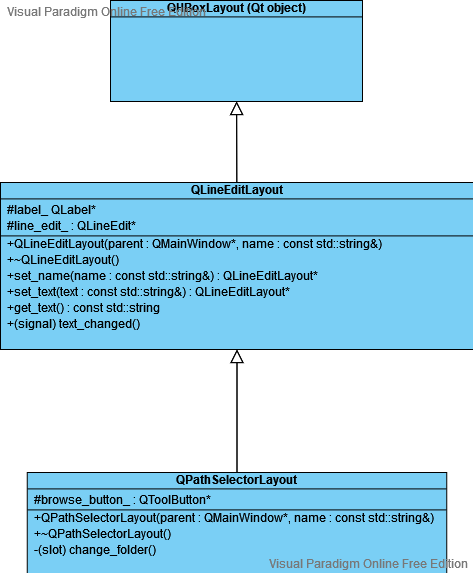 Visual Paradigm Online Free Edition
QHBoxLayout (Qt object)
QLineEditLayout
#label_ QLabel*
#line_edit_ : QLineEdit*
+QLineEditLayout(parent : QMainWindow*, name : const std::string&)
+~QLineEditLayout()
+set_name(name : const std::string&) : QLineEditLayout*
+set_text(text : const std::string&) : QLineEditLayout*
+get_text() : const std::string
+(signal) text_changed()
QPathSelectorLayout
#browse_button_ : QToolButton*
+QPathSelectorLayout(parent : QMainWindow*, name : const std::string&)
+~QPathSelectorLayout()
-(slot) change_folder()
Visual Paradigm Online Free Edition